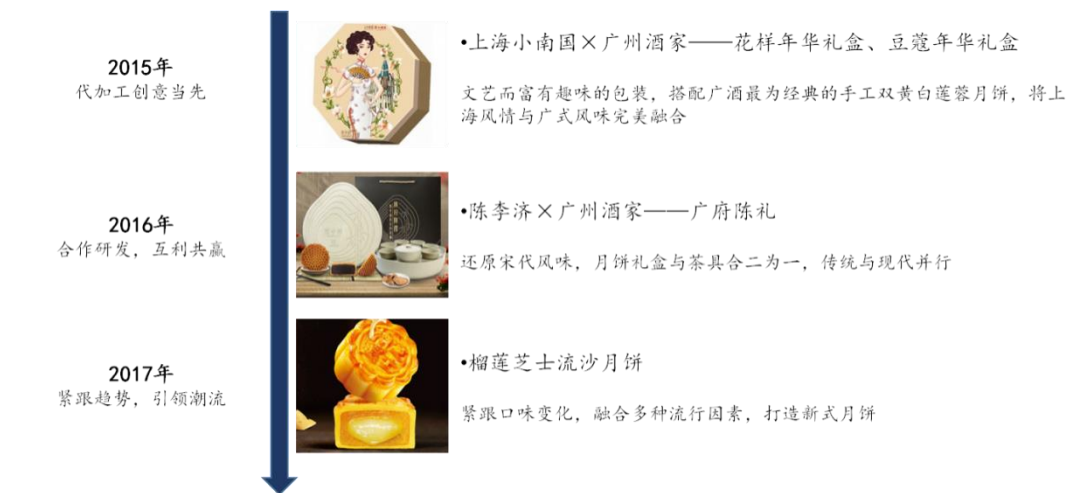 2015年
代加工创意当先
•上海小南国×广州酒家——花样年华礼盒、豆蔻年华礼盒
文艺而富有趣味的包装，搭配广酒最为经典的手工双黄白莲蓉月饼，将上
海风情与广式风味完美融合
2016年
合作研发，互利共赢
•陈李济×广州酒家——广府陈礼
还原宋代风味，月饼礼盒与茶具合二为一，传统与现代并行
2017年
紧跟趋势，引领潮流
•榴莲芝士流沙月饼
紧跟口味变化，融合多种流行因素，打造新式月饼